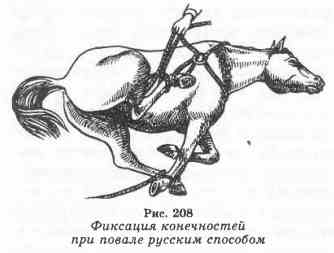 Рис. 208
Фиксация конечностей
при повале русским способом